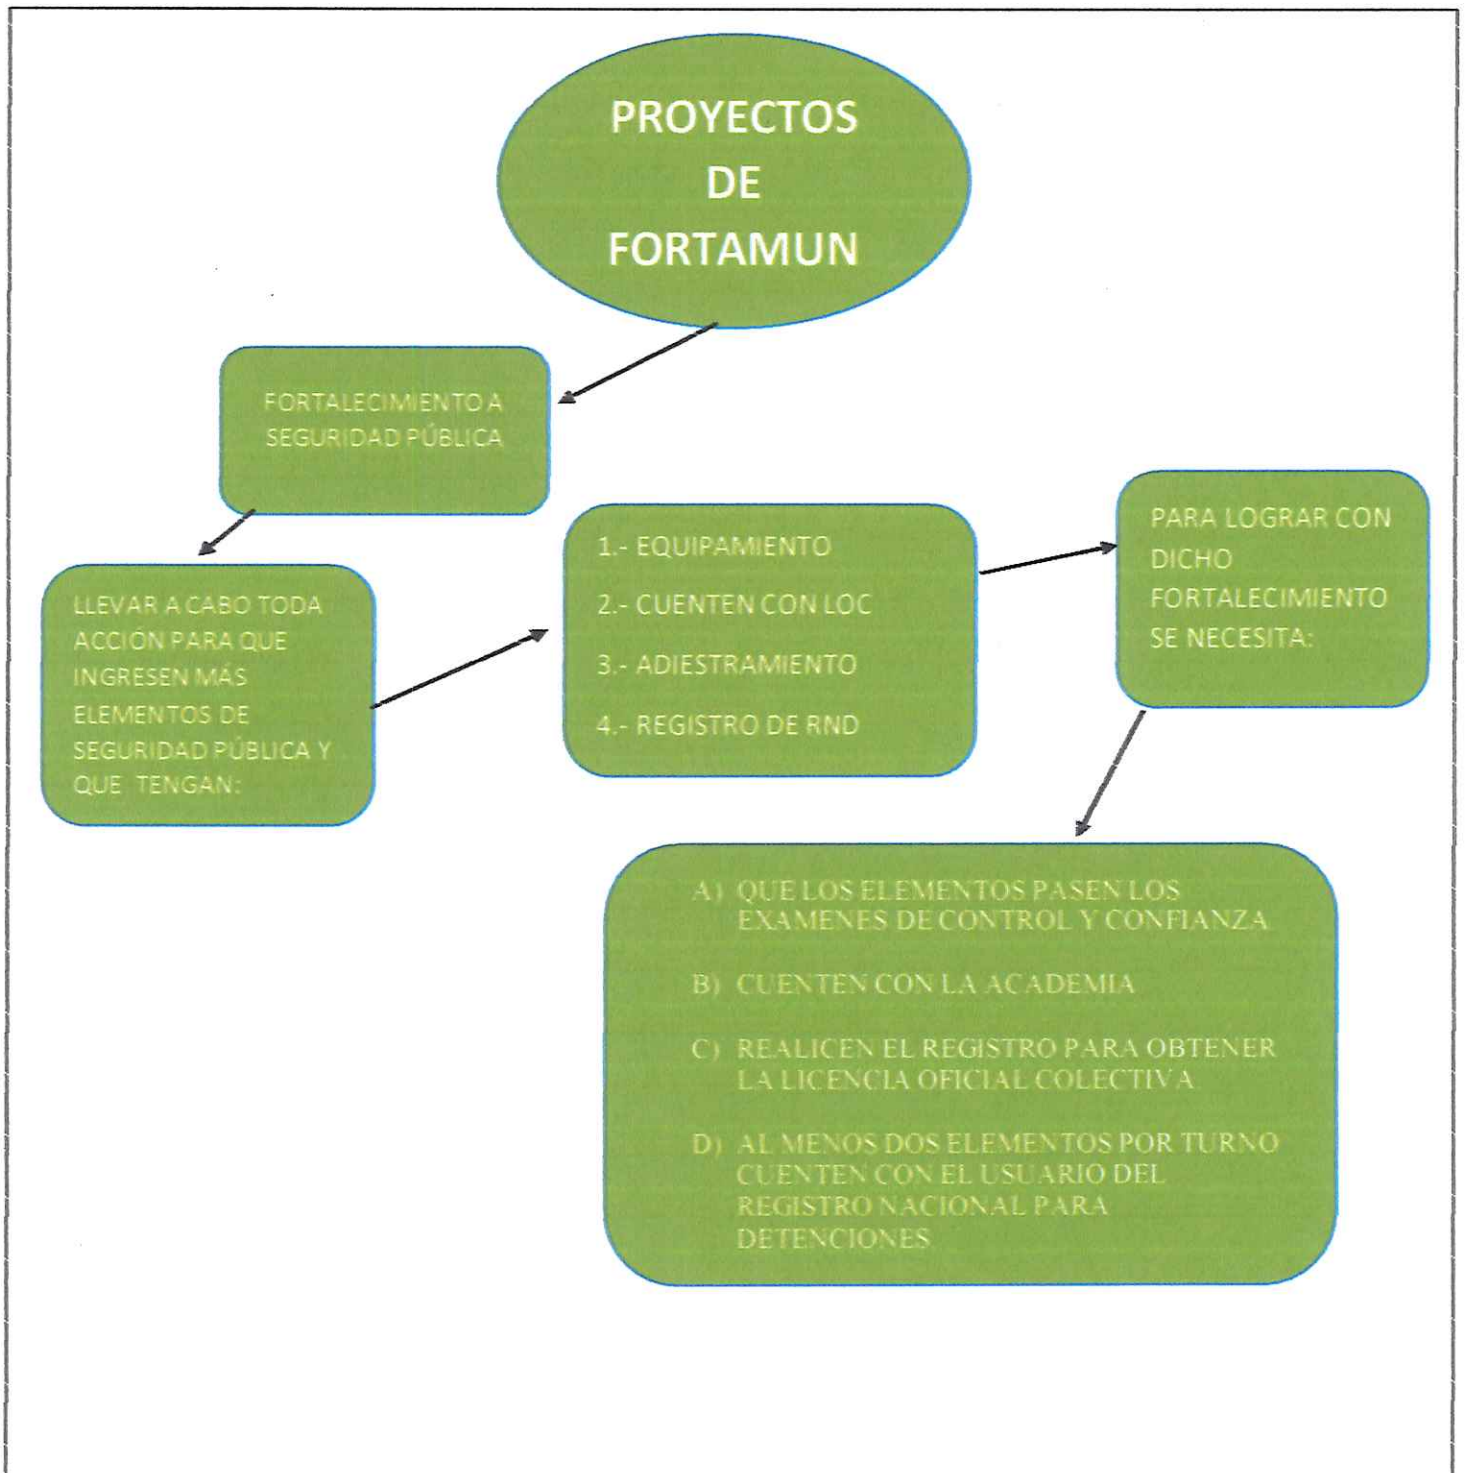 PROYECTOS
DE
FORTAMUN
FORTALECIMIENTO A
SEGURIDAD PÚBLICA
LLEVAR A CABO TODA
ACCIÓN PARA QUE
INGRESEN MÁS
ELEMENTOS DE
SEGURIDAD PÚBLICA Y
QUE TENGAN:
1.- EQUIPAMIENTO
2.- CUENTEN CON LOC
3.- ADIESTRAMIENTO
4.- REGISTRO DE RND
PARA LOGRAR CON
DICHO
FORTALECIMIENTO
SE NECESITA:
A) QUE LOS ELEMENTOS PASEN LOS
EXAMENES DE CONTROL Y CONFIANZA
B) CUENTEN CON LA ACADEMIA
C) REALICEN EL REGISTRO PARA OBTENER
LA LICENCIA OFICIAL COLECTIVA
D) AL MENOS DOS ELEMENTOS POR TURNO
CUENTEN CON EL USUARIO DEL
REGISTRO NACIONAL PARA
DETENCIONES